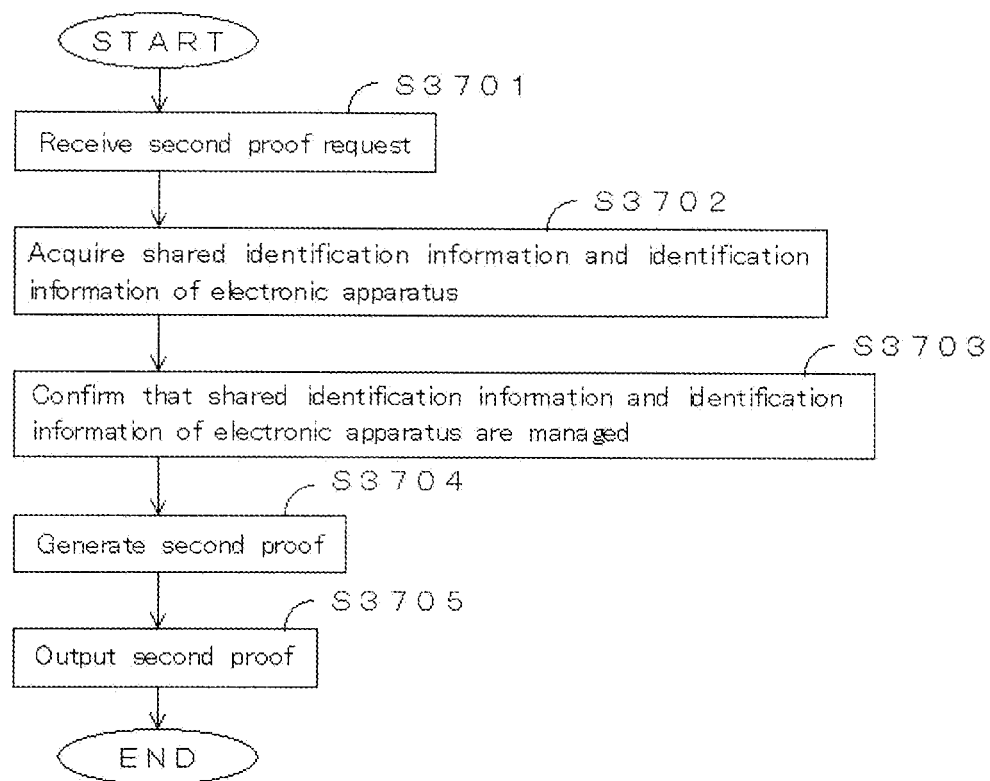 START
S3701
Receive second proof request
S3702
Acquire shared identification information and identification
information of electronic apparatus
S3703
Confirm that shared identification information and identification
information of electronic apparatus are managed
S3704
Generate second proof
S3705
Output second proof
END